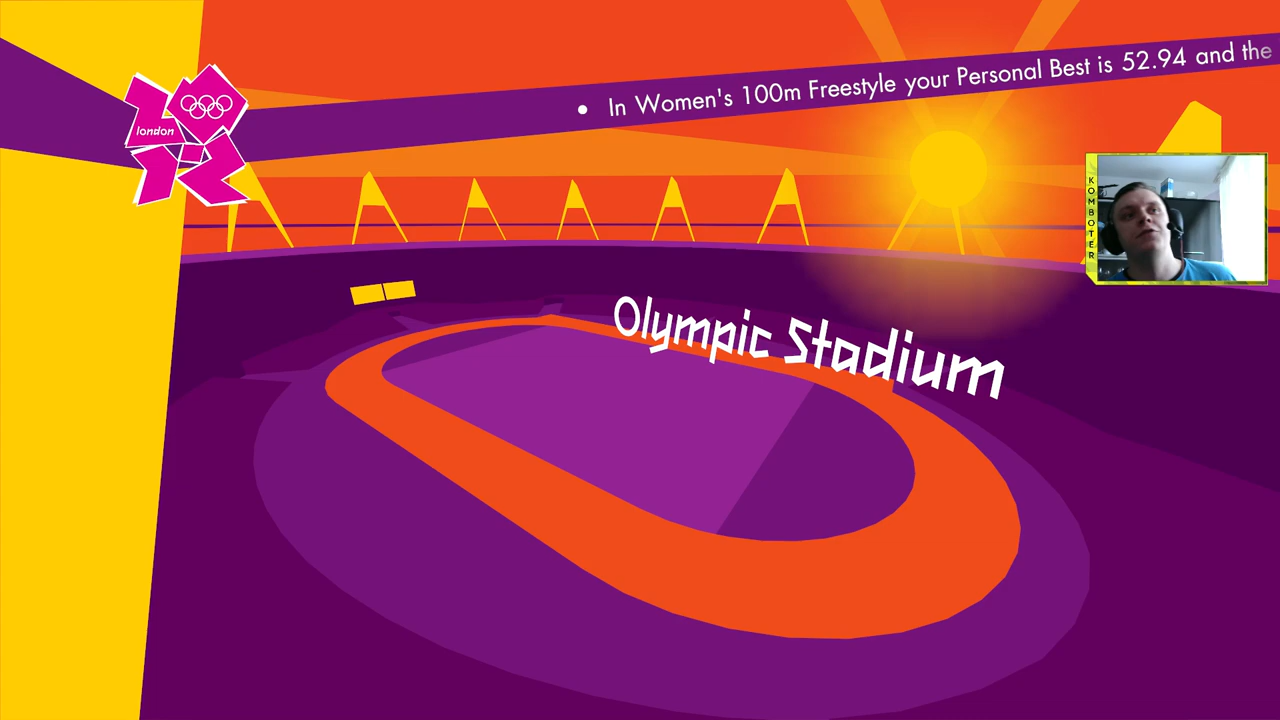 In Women's 100m Freestyle your Personal Best is 52.94 and the
london
KOMBOTER
Olympic Stadium